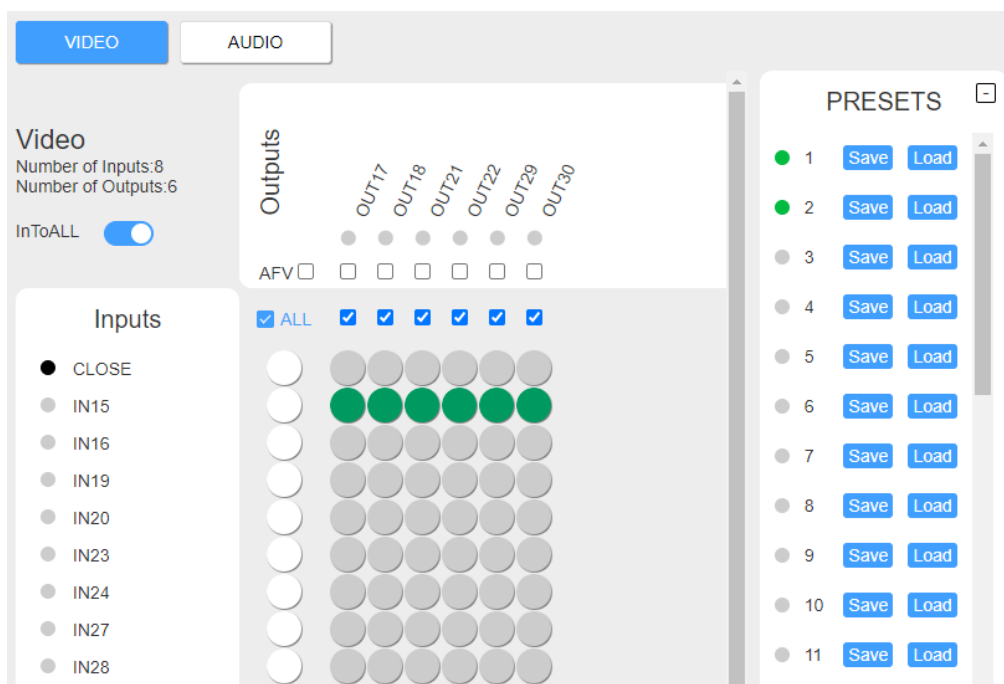 VIDEO AUDIO
Video
Number of Inputs:8
Number of Outputs:6
InToALL
Outputs
OUT17 OUT18 OUT21 OUT22 OUT29 OUT30
AFV
ALL
Inputs
CLOSE
IN15
IN16
IN19
IN20
IN23
IN24
IN27
IN28
PRESETS -
1 Save Load
2 Save Load
3 Save Load
4 Save Load
5 Save Load
6 Save Load
7 Save Load
8 Save Load
9 Save Load
10 Save Load
11 Save Load